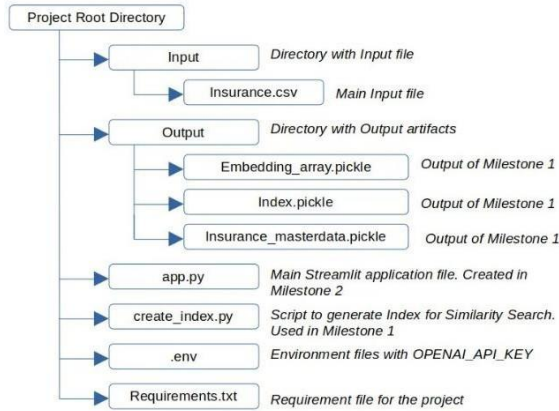 Project Root Directory
Input Directory with Input file
Insurance.csv Main Input file
Output Directory with Output artifacts
Embedding_array.pickle Output of Milestone 1
Index.pickle Output of Milestone 1
Insurance_masterdata.pickle Output of Milestone 1
app.py Main Streamlit application file. Created in
Milestone 2
create_index.py Script to generate Index for Similarity Search.
Used in Milestone 1
.env Environment files with OPENAI_API_KEY
Requirements.txt Requirement file for the project